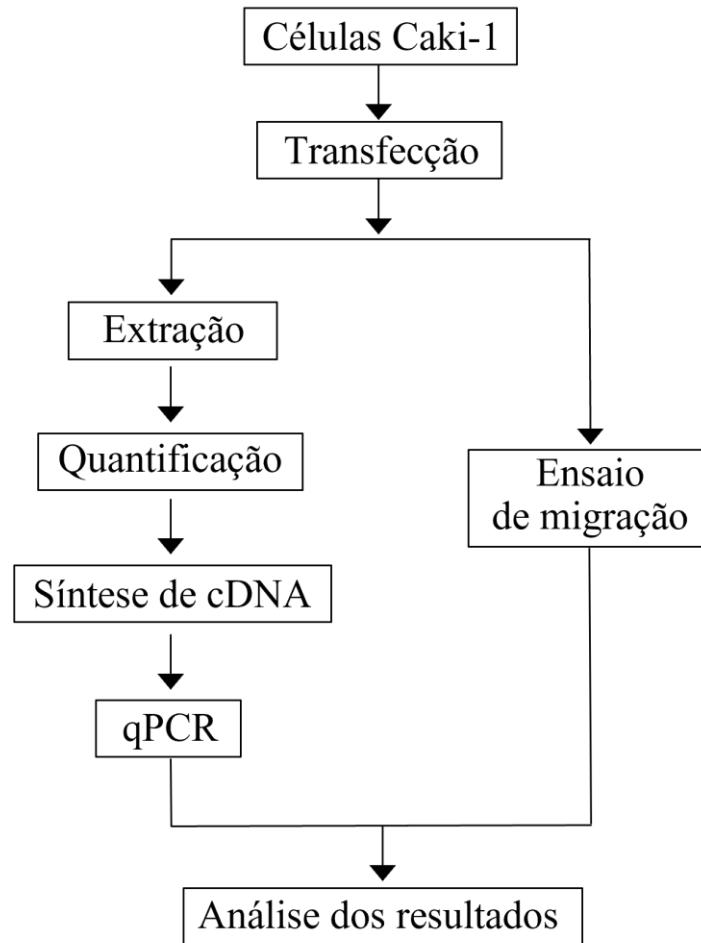 Células Caki-1
Transfecção
Extração
Quantificação
Síntese de cDNA
qPCR
Ensaio
de migração
Análise dos resultados